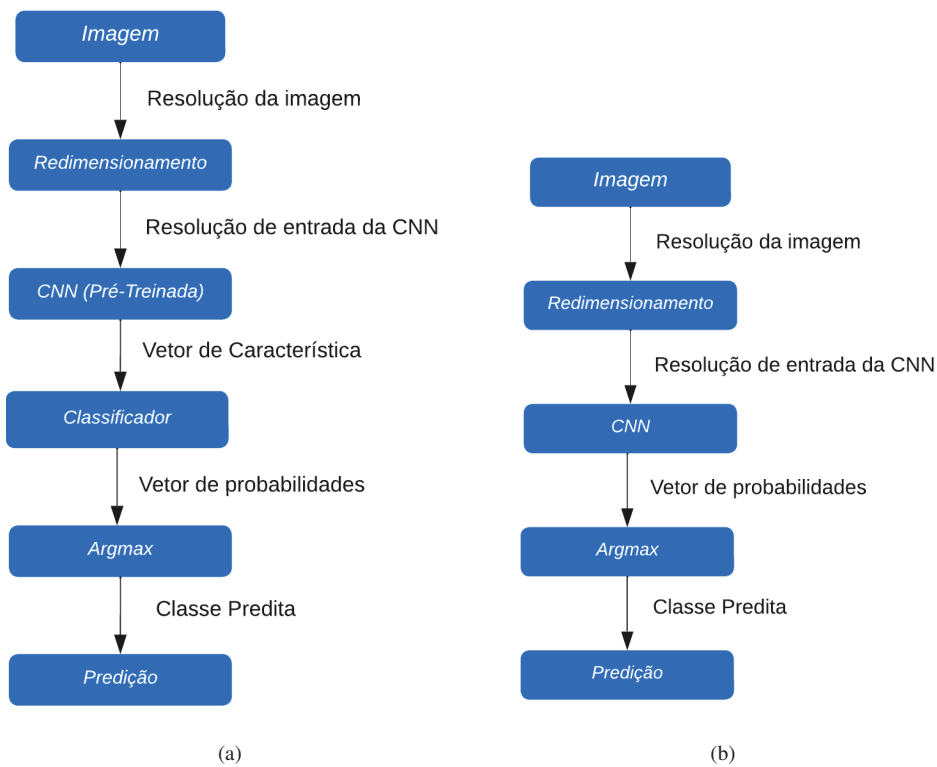 Imagem
Resolução da imagem
Redimensionamento
Resolução de entrada da CNN
CNN (Pré-Treinada)
Vetor de Característica
Classificador
Vetor de probabilidades
Argmax
Classe Predita
Predição
(a)
Imagem
Resolução da imagem
Redimensionamento
Resolução de entrada da CNN
CNN
Vetor de probabilidades
Argmax
Classe Predita
Predição
(b)